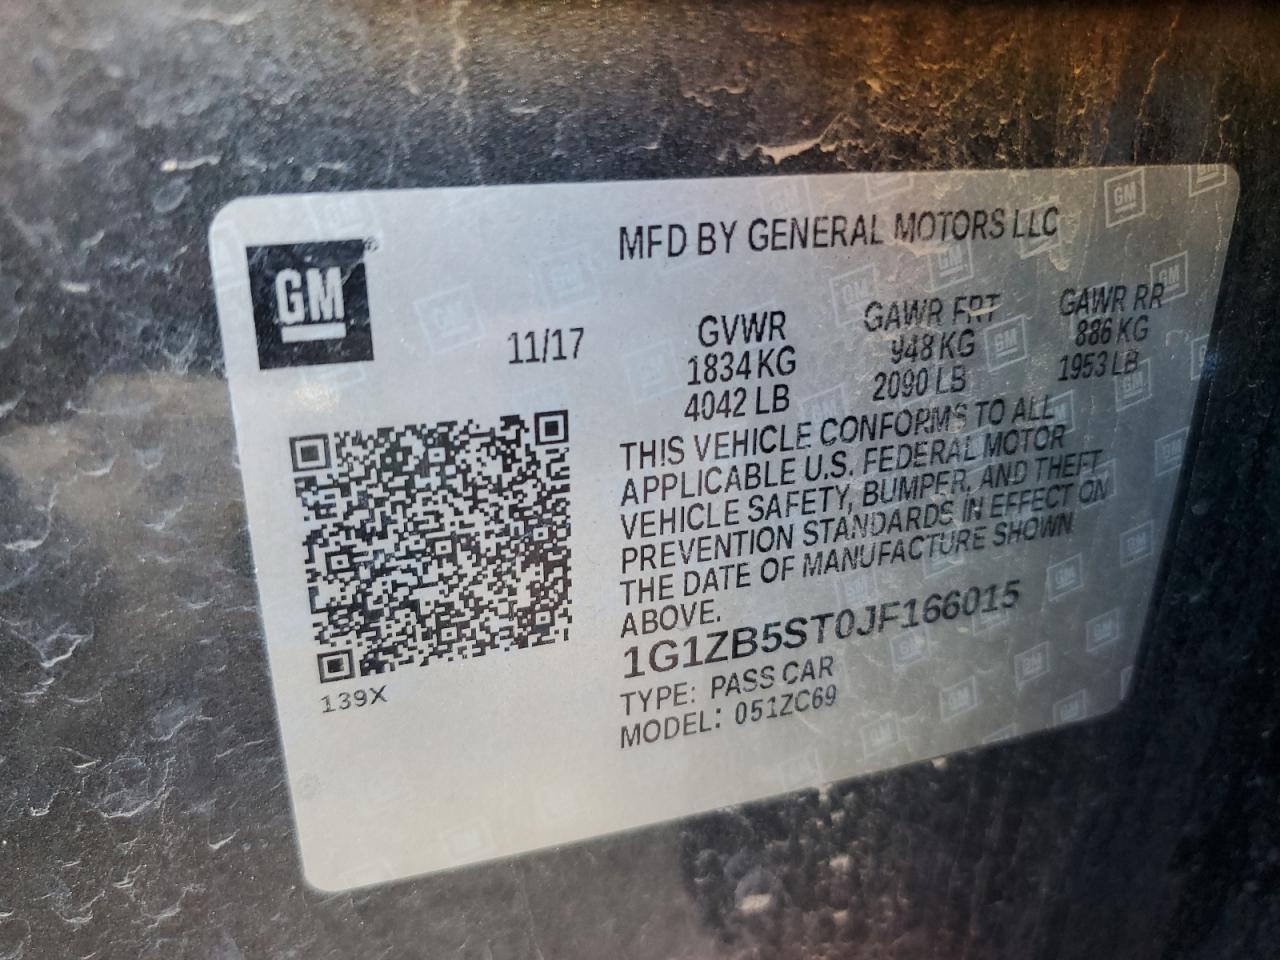 GM
MFD BY GENERAL MOTORS LLC
11/17
GVWR GAWR FRT GAWR RR
1834 KG 948 KG 886 KG
4042 LB 2090 LB 1953 LB
THIS VEHICLE CONFORMS TO ALL
APPLICABLE U.S. FEDERAL MOTOR
VEHICLE SAFETY, BUMPER, AND THEFT
PREVENTION STANDARDS IN EFFECT ON
THE DATE OF MANUFACTURE SHOWN
ABOVE.
1G1ZB5ST0JF166015
TYPE: PASS CAR
MODEL: 051ZC69
139X